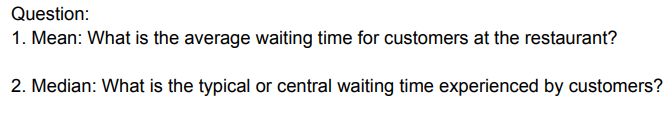 Question:
1. Mean: What is the average waiting time for customers at the restaurant?
2. Median: What is the typical or central waiting time experienced by customers?